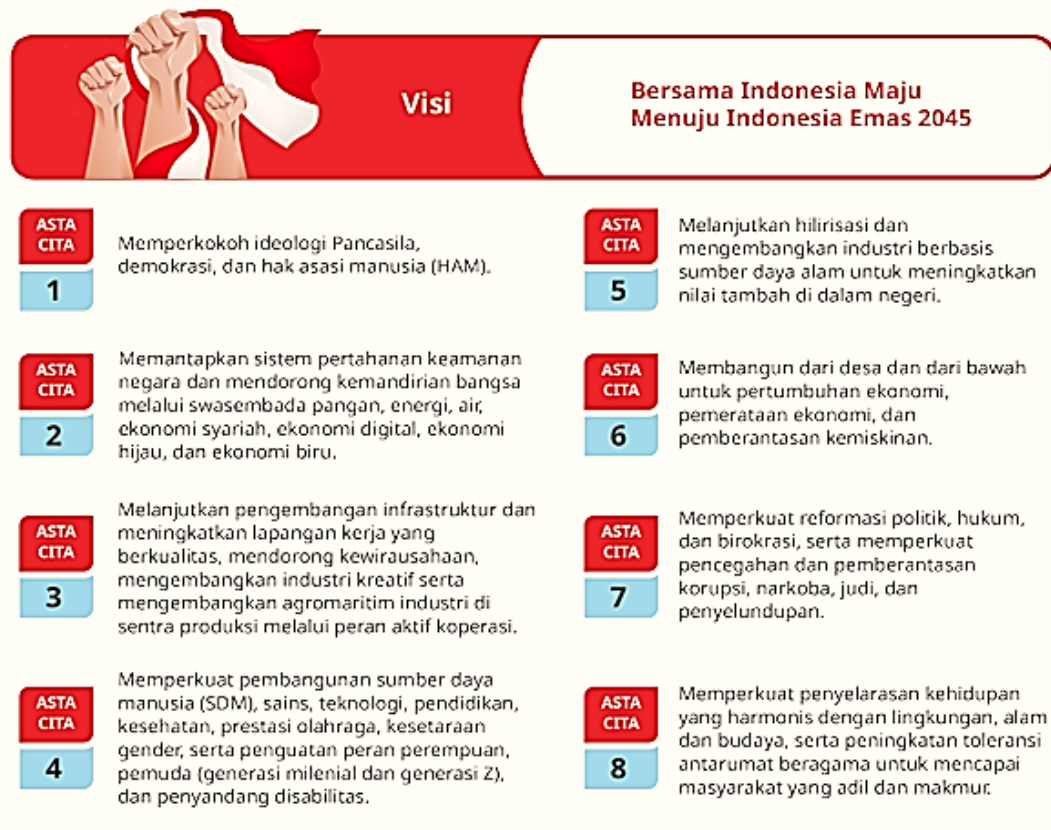 Visi
Bersama Indonesia Maju
Menuju Indonesia Emas 2045
ASTA
CITA
1
Memperkokoh ideologi Pancasila,
demokrasi, dan hak asasi manusia (HAM).
ASTA
CITA
2
Memantapkan sistem pertahanan keamanan
negara dan mendorong kemandirian bangsa
melalui swasembada pangan, energi, air,
ekonomi syariah, ekonomi digital, ekonomi
hijau, dan ekonomi biru.
ASTA
CITA
3
Melanjutkan pengembangan infrastruktur dan
meningkatkan lapangan kerja yang
berkualitas, mendorong kewirausahaan,
mengembangkan industri kreatif serta
mengembangkan agromaritim industri di
sentra produksi melalui peran aktif koperasi.
ASTA
CITA
4
Memperkuat pembangunan sumber daya
manusia (SDM), sains, teknologi, pendidikan,
kesehatan, prestasi olahraga, kesetaraan
gender, serta penguatan peran perempuan,
pemuda (generasi milenial dan generasi Z),
dan penyandang disabilitas.
ASTA
CITA
5
Melanjutkan hilirisasi dan
mengembangkan industri berbasis
sumber daya alam untuk meningkatkan
nilai tambah di dalam negeri.
ASTA
CITA
6
Membangun dari desa dan dari bawah
untuk pertumbuhan ekonomi,
pemerataan ekonomi, dan
pemberantasan kemiskinan.
ASTA
CITA
7
Memperkuat reformasi politik, hukum,
dan birokrasi, serta memperkuat
pencegahan dan pemberantasan
korupsi, narkoba, judi, dan
penyelundupan.
ASTA
CITA
8
Memperkuat penyelarasan kehidupan
yang harmonis dengan lingkungan, alam
dan budaya, serta peningkatan toleransi
antarumat beragama untuk mencapai
masyarakat yang adil dan makmur.